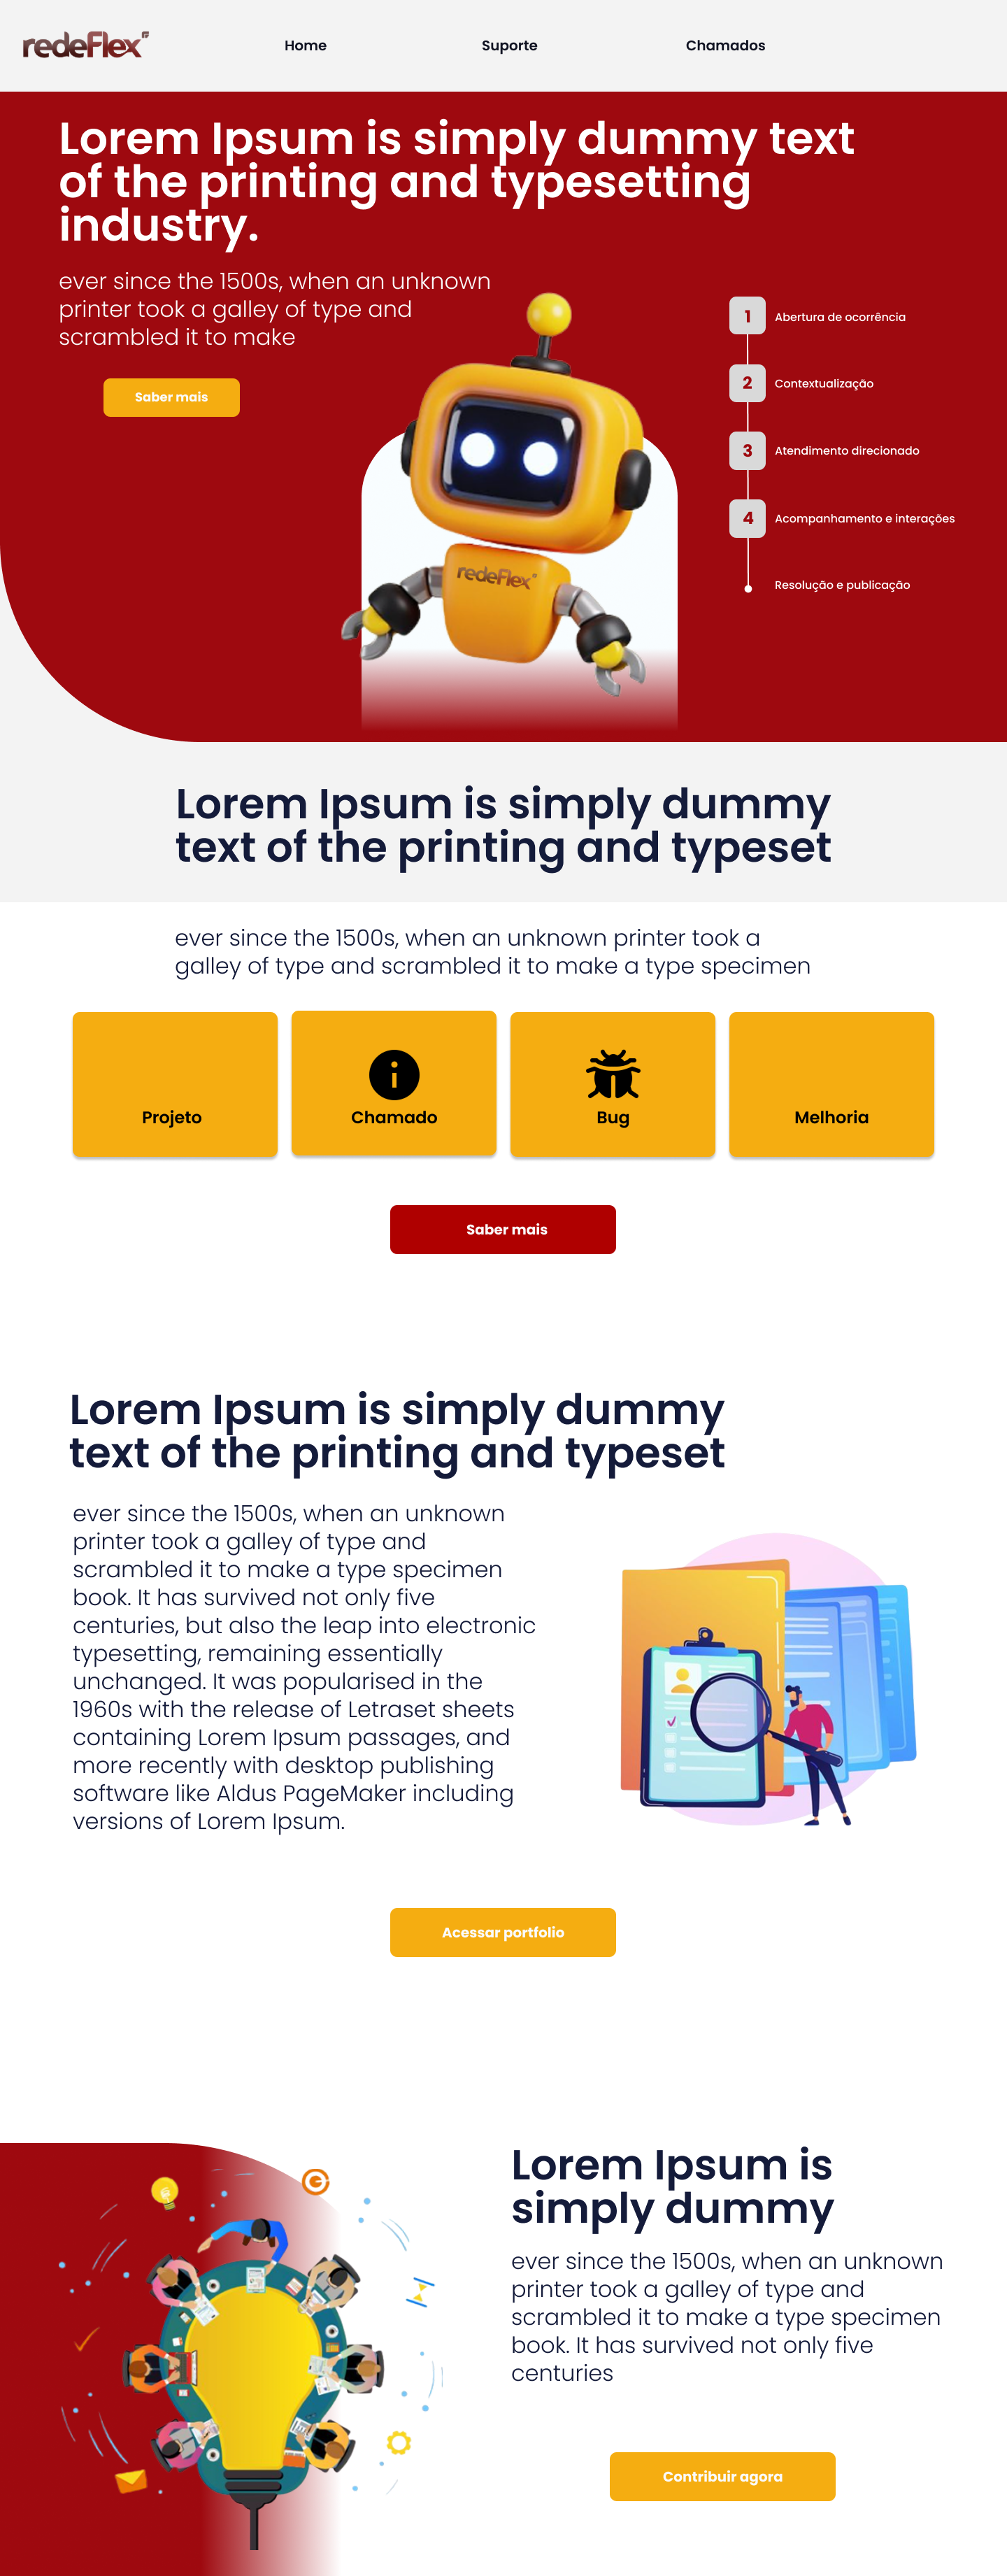 redeFlex
Home
Suporte
Chamados
Lorem Ipsum is simply dummy text
of the printing and typesetting
industry.
ever since the 1500s, when an unknown
printer took a galley of type and
scrambled it to make
Saber mais
redeFlex
1
Abertura de ocorrência
2
Contextualização
3
Atendimento direcionado
4
Acompanhamento e interações
Resolução e publicação
Lorem Ipsum is simply dummy
text of the printing and typeset
ever since the 1500s, when an unknown printer took a
galley of type and scrambled it to make a type specimen
Projeto
Chamado
Bug
Melhoria
Saber mais
Lorem Ipsum is simply dummy
text of the printing and typeset
ever since the 1500s, when an unknown
printer took a galley of type and
scrambled it to make a type specimen
book. It has survived not only five
centuries, but also the leap into electronic
typesetting, remaining essentially
unchanged. It was popularised in the
1960s with the release of Letraset sheets
containing Lorem Ipsum passages, and
more recently with desktop publishing
software like Aldus PageMaker including
versions of Lorem Ipsum.
Acessar portfolio
Lorem Ipsum is
simply dummy
ever since the 1500s, when an unknown
printer took a galley of type and
scrambled it to make a type specimen
book. It has survived not only five
centuries
Contribuir agora